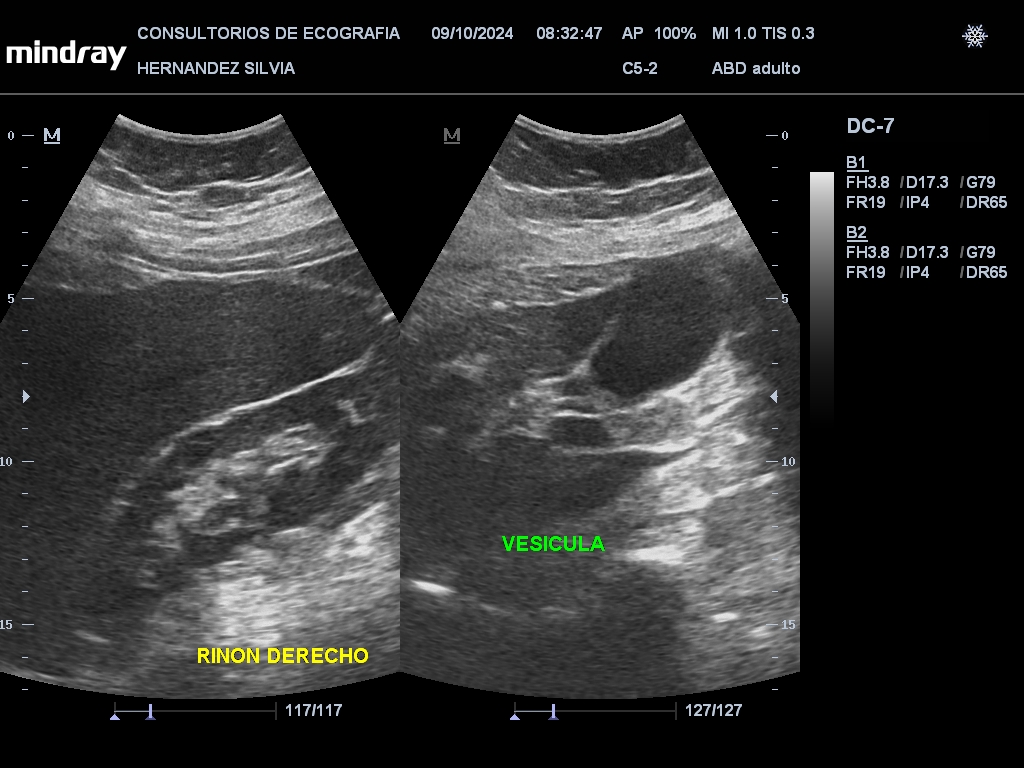 mindray
CONSULTORIOS DE ECOGRAFIA 09/10/2024 08:32:47 AP 100% MI 1.0 TIS 0.3
HERNANDEZ SILVIA C5-2 ABD adulto
M
M
0
5
10
15
0
5
10
15
DC-7
B1
FH3.8 /D17.3 /G79
FR19 /IP4 /DR65
B2
FH3.8 /D17.3 /G79
FR19 /IP4 /DR65
VESICULA
RINON DERECHO
117/117
127/127